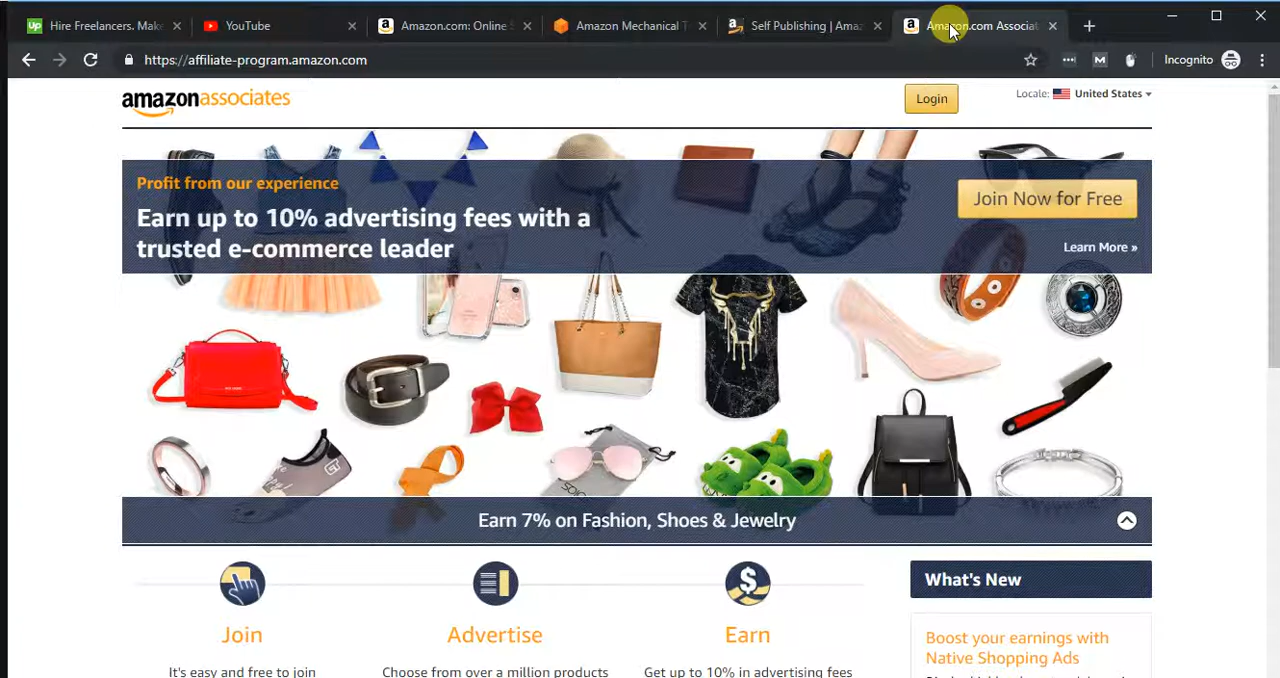 Hire Freelancers. Make
YouTube
Amazon.com: Online S
Amazon Mechanical T
Self Publishing | Amaz
Amazon.com Associat
https://affiliate-program.amazon.com
Incognito
amazonassociates
Login
Locale: United States
Profit from our experience
Earn up to 10% advertising fees with a
trusted e-commerce leader
Join Now for Free
Learn More »
Earn 7% on Fashion, Shoes & Jewelry
Join
Advertise
Earn
What's New
It's easy and free to join
Choose from over a million products
Get up to 10% in advertising fees
Boost your earnings with
Native Shopping Ads